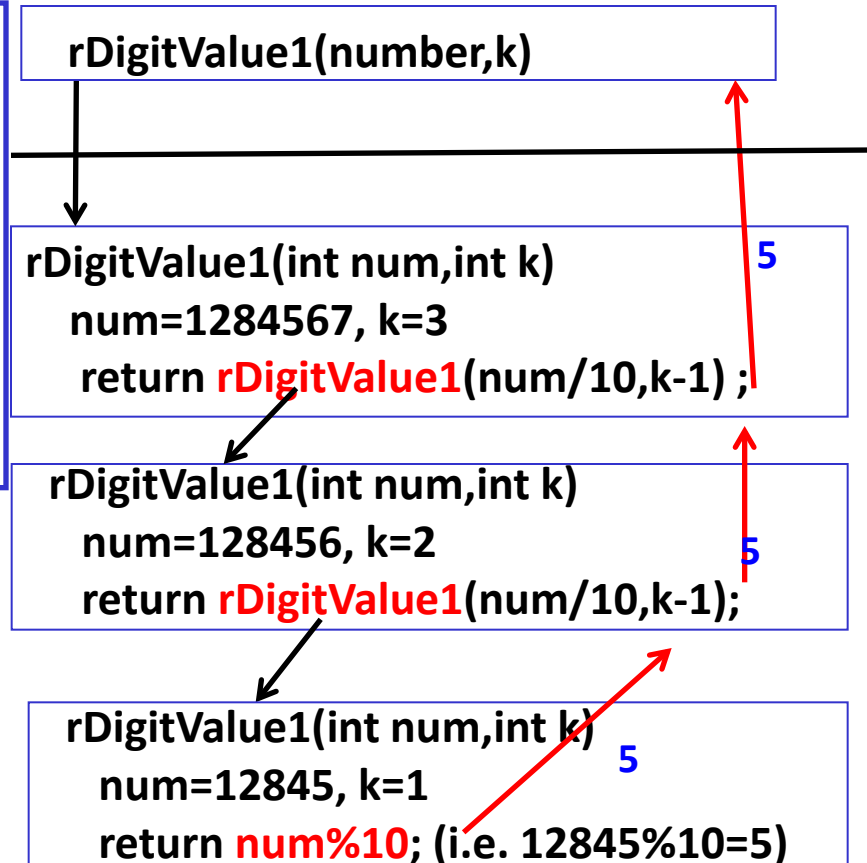 rDigitValue1(number,k)
rDigitValue1(int num,int k)
5
num=1284567, k=3
return rDigitValue1(num/10,k-1) ;
rDigitValue1(int num,int k)
num=128456, k=2
5
return rDigitValue1(num/10,k-1);
rDigitValue1(int num,int k)
5
num=12845, k=1
return num%10; (i.e. 12845%10=5)